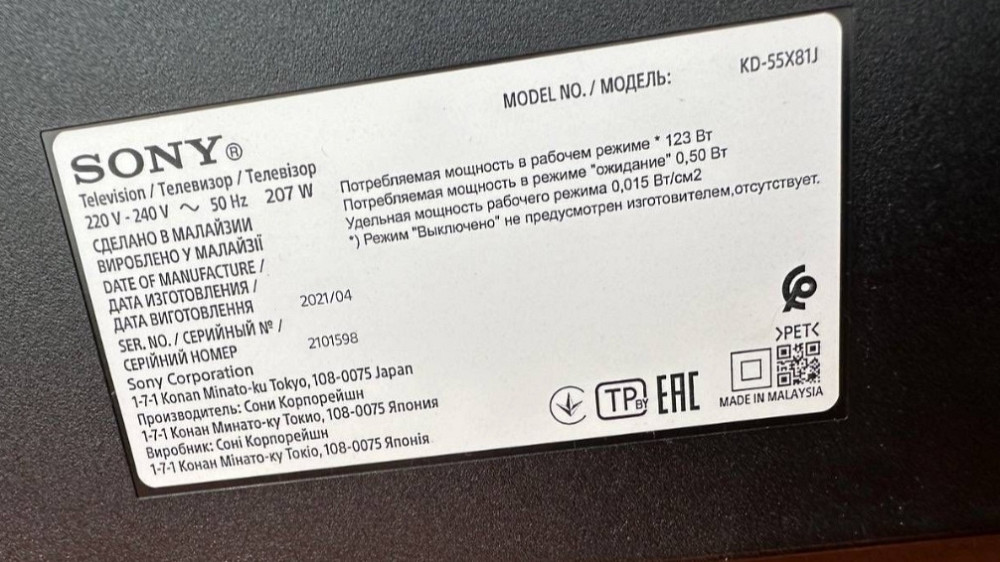 MODEL NO. / МОДЕЛЬ: KD-55X81J
SONY®
Television / Телевизор / Телевізор
220 V - 240 V ~ 50 Hz 207 W
СДЕЛАНО В МАЛАЙЗИИ
ВИРОБЛЕНО У МАЛАЙЗІЇ
DATE OF MANUFACTURE /
ДАТА ИЗГОТОВЛЕНИЯ /
ДАТА ВИГОТОВЛЕННЯ 2021/04
SER. NO. / СЕРИЙНЫЙ № /
СЕРІЙНИЙ НОМЕР 2101598
Sony Corporation
1-7-1 Konan Minato-ku Tokyo, 108-0075 Japan
Производитель: Сони Корпорейшн
1-7-1 Конан Минато-ку Токио, 108-0075 Япония
Виробник: Соні Корпорейшн
1-7-1 Конан Мінато-ку Токіо, 108-0075 Японія
Потребляемая мощность в рабочем режиме * 123 Вт
Потребляемая мощность в режиме "ожидание" 0,50 Вт
Удельная мощность рабочего режима 0,015 Вт/см2
*) Режим "Выключено" не предусмотрен изготовителем,отсутствует.
>PET<
TP BY EAC
MADE IN MALAYSIA